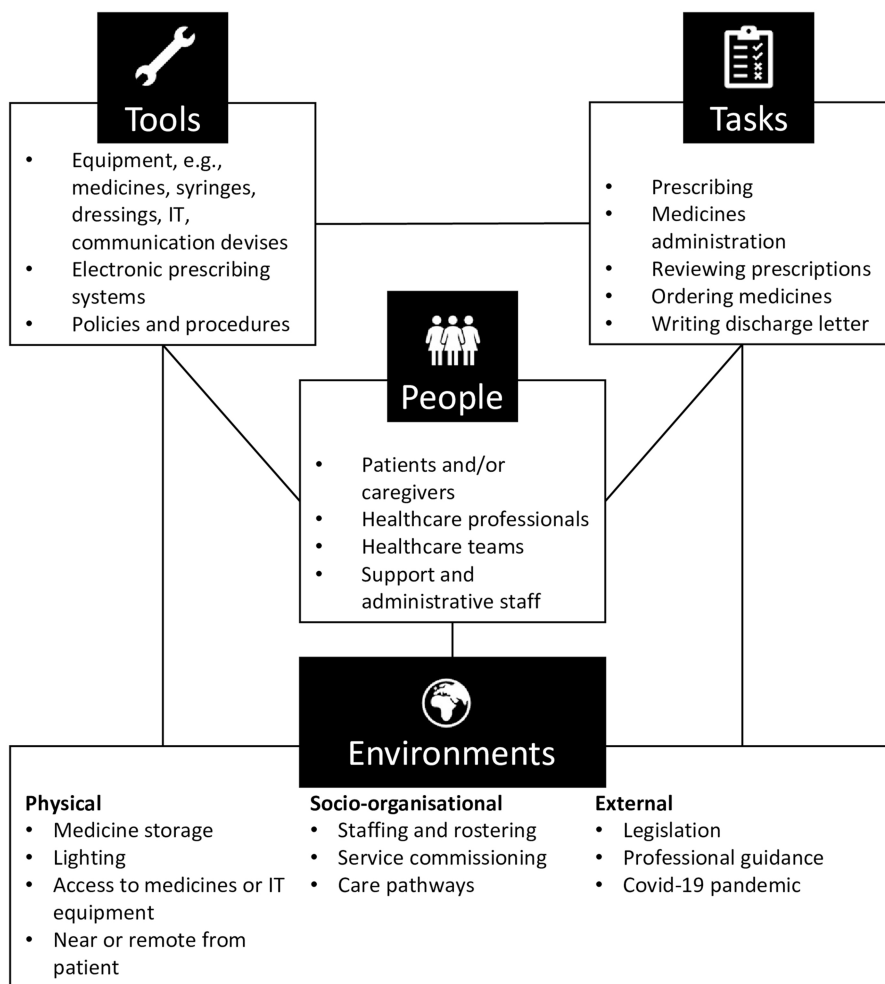 Tools
• Equipment, e.g.,
medicines, syringes,
dressings, IT,
communication devises
• Electronic prescribing
systems
• Policies and procedures
Tasks
• Prescribing
• Medicines
administration
• Reviewing prescriptions
• Ordering medicines
• Writing discharge letter
People
• Patients and/or
caregivers
• Healthcare professionals
• Healthcare teams
• Support and
administrative staff
Environments
Physical
• Medicine storage
• Lighting
• Access to medicines or IT
equipment
• Near or remote from
patient
Socio-organisational
• Staffing and rostering
• Service commissioning
• Care pathways
External
• Legislation
• Professional guidance
• Covid-19 pandemic